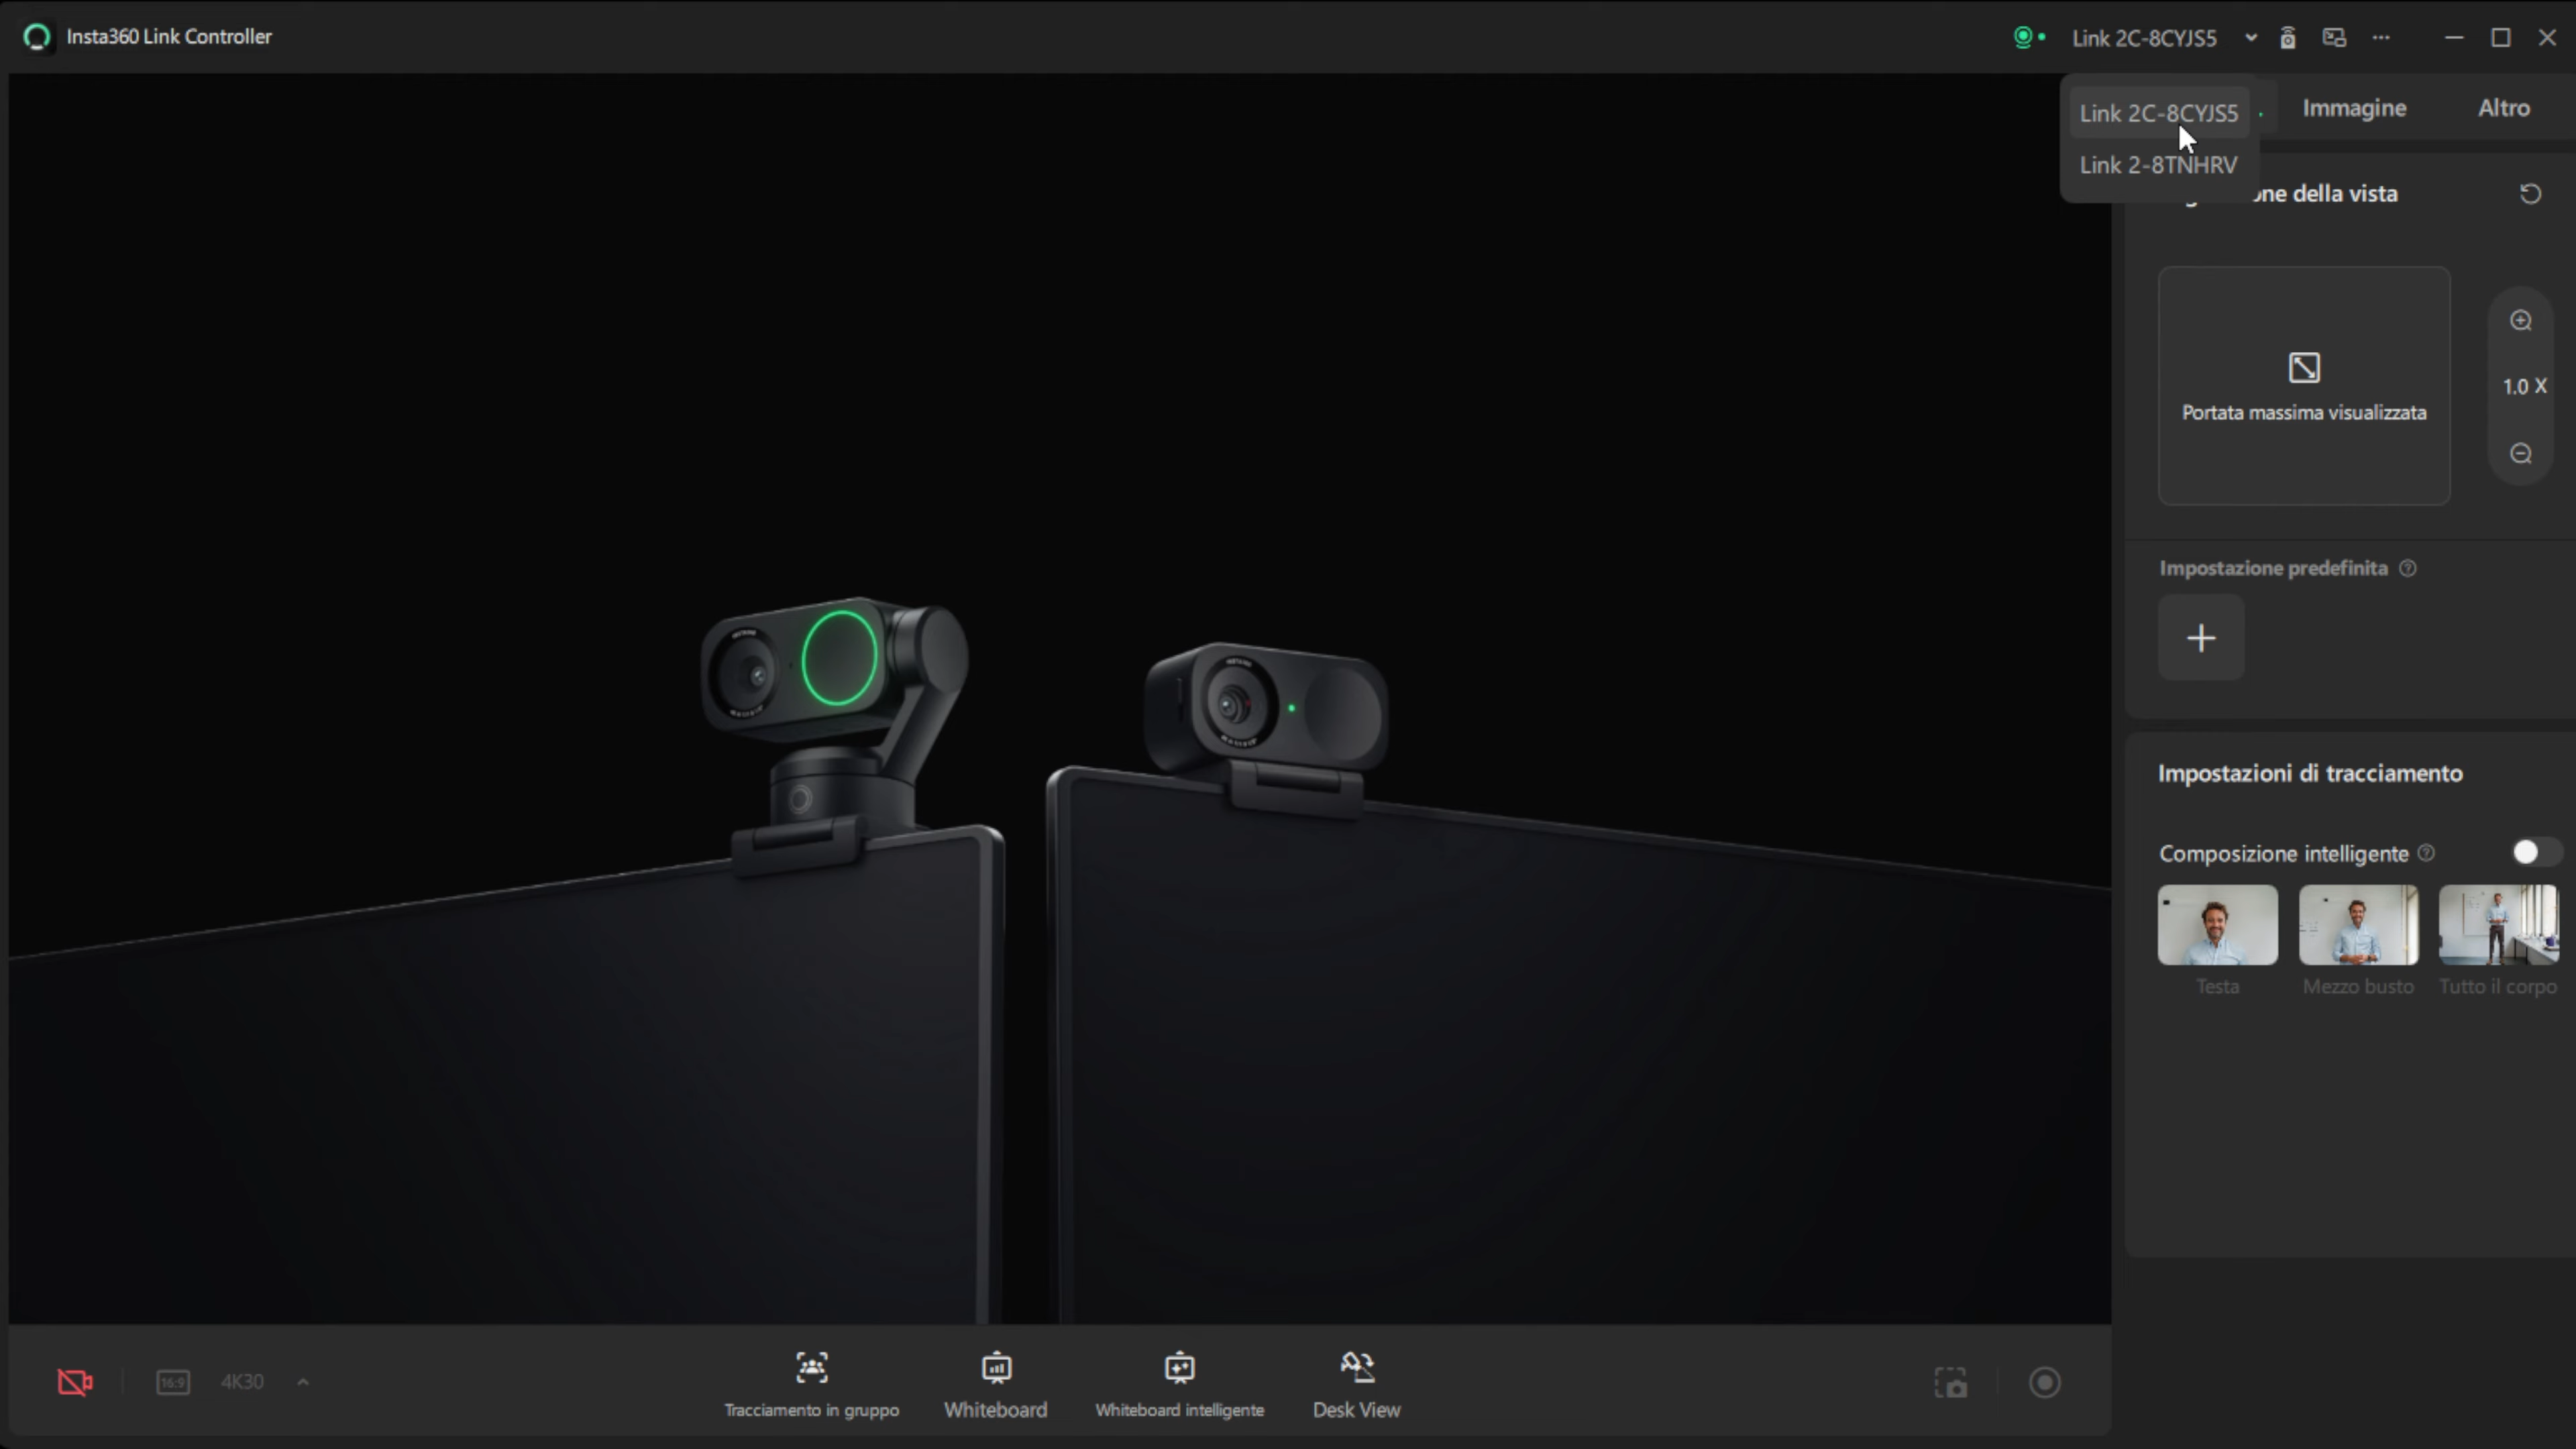 Insta360 Link Controller
Link 2C-8CYJS5
Link 2C-8CYJS5
Link 2-8TNHRV
Immagine
Altro
della vista
1.0 X
Portata massima visualizzata
Impostazione predefinita
Impostazioni di tracciamento
Composizione intelligente
Testa
Mezzo busto
Tutto il corpo
16:9
4K30
Tracciamento in gruppo
Whiteboard
Whiteboard intelligente
Desk View